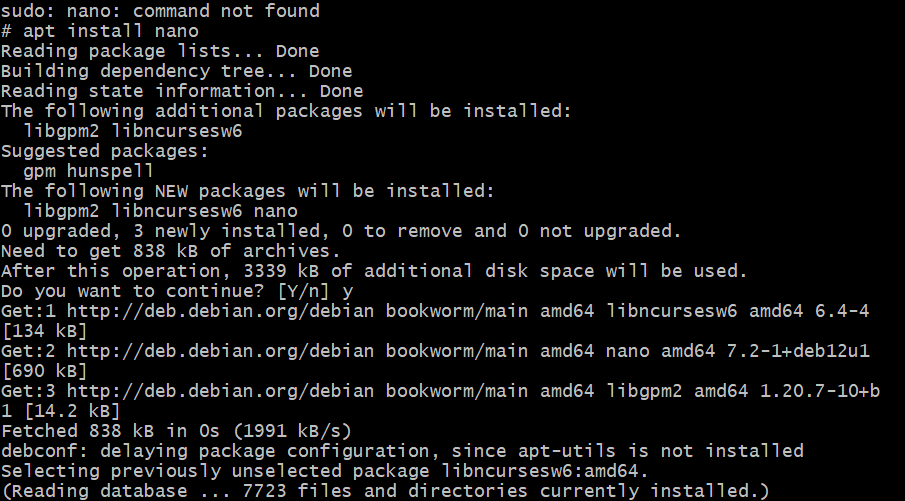 sudo: nano: command not found
# apt install nano
Reading package lists... Done
Building dependency tree... Done
Reading state information... Done
The following additional packages will be installed:
  libgpm2 libncursesw6
Suggested packages:
  gpm hunspell
The following NEW packages will be installed:
  libgpm2 libncursesw6 nano
0 upgraded, 3 newly installed, 0 to remove and 0 not upgraded.
Need to get 838 kB of archives.
After this operation, 3339 kB of additional disk space will be used.
Do you want to continue? [Y/n] y
Get:1 http://deb.debian.org/debian bookworm/main amd64 libncursesw6 amd64 6.4-4
[134 kB]
Get:2 http://deb.debian.org/debian bookworm/main amd64 nano amd64 7.2-1+deb12u1
[690 kB]
Get:3 http://deb.debian.org/debian bookworm/main amd64 libgpm2 amd64 1.20.7-10+b
1 [14.2 kB]
Fetched 838 kB in 0s (1991 kB/s)
debconf: delaying package configuration, since apt-utils is not installed
Selecting previously unselected package libncursesw6:amd64.
(Reading database ... 7723 files and directories currently installed.)